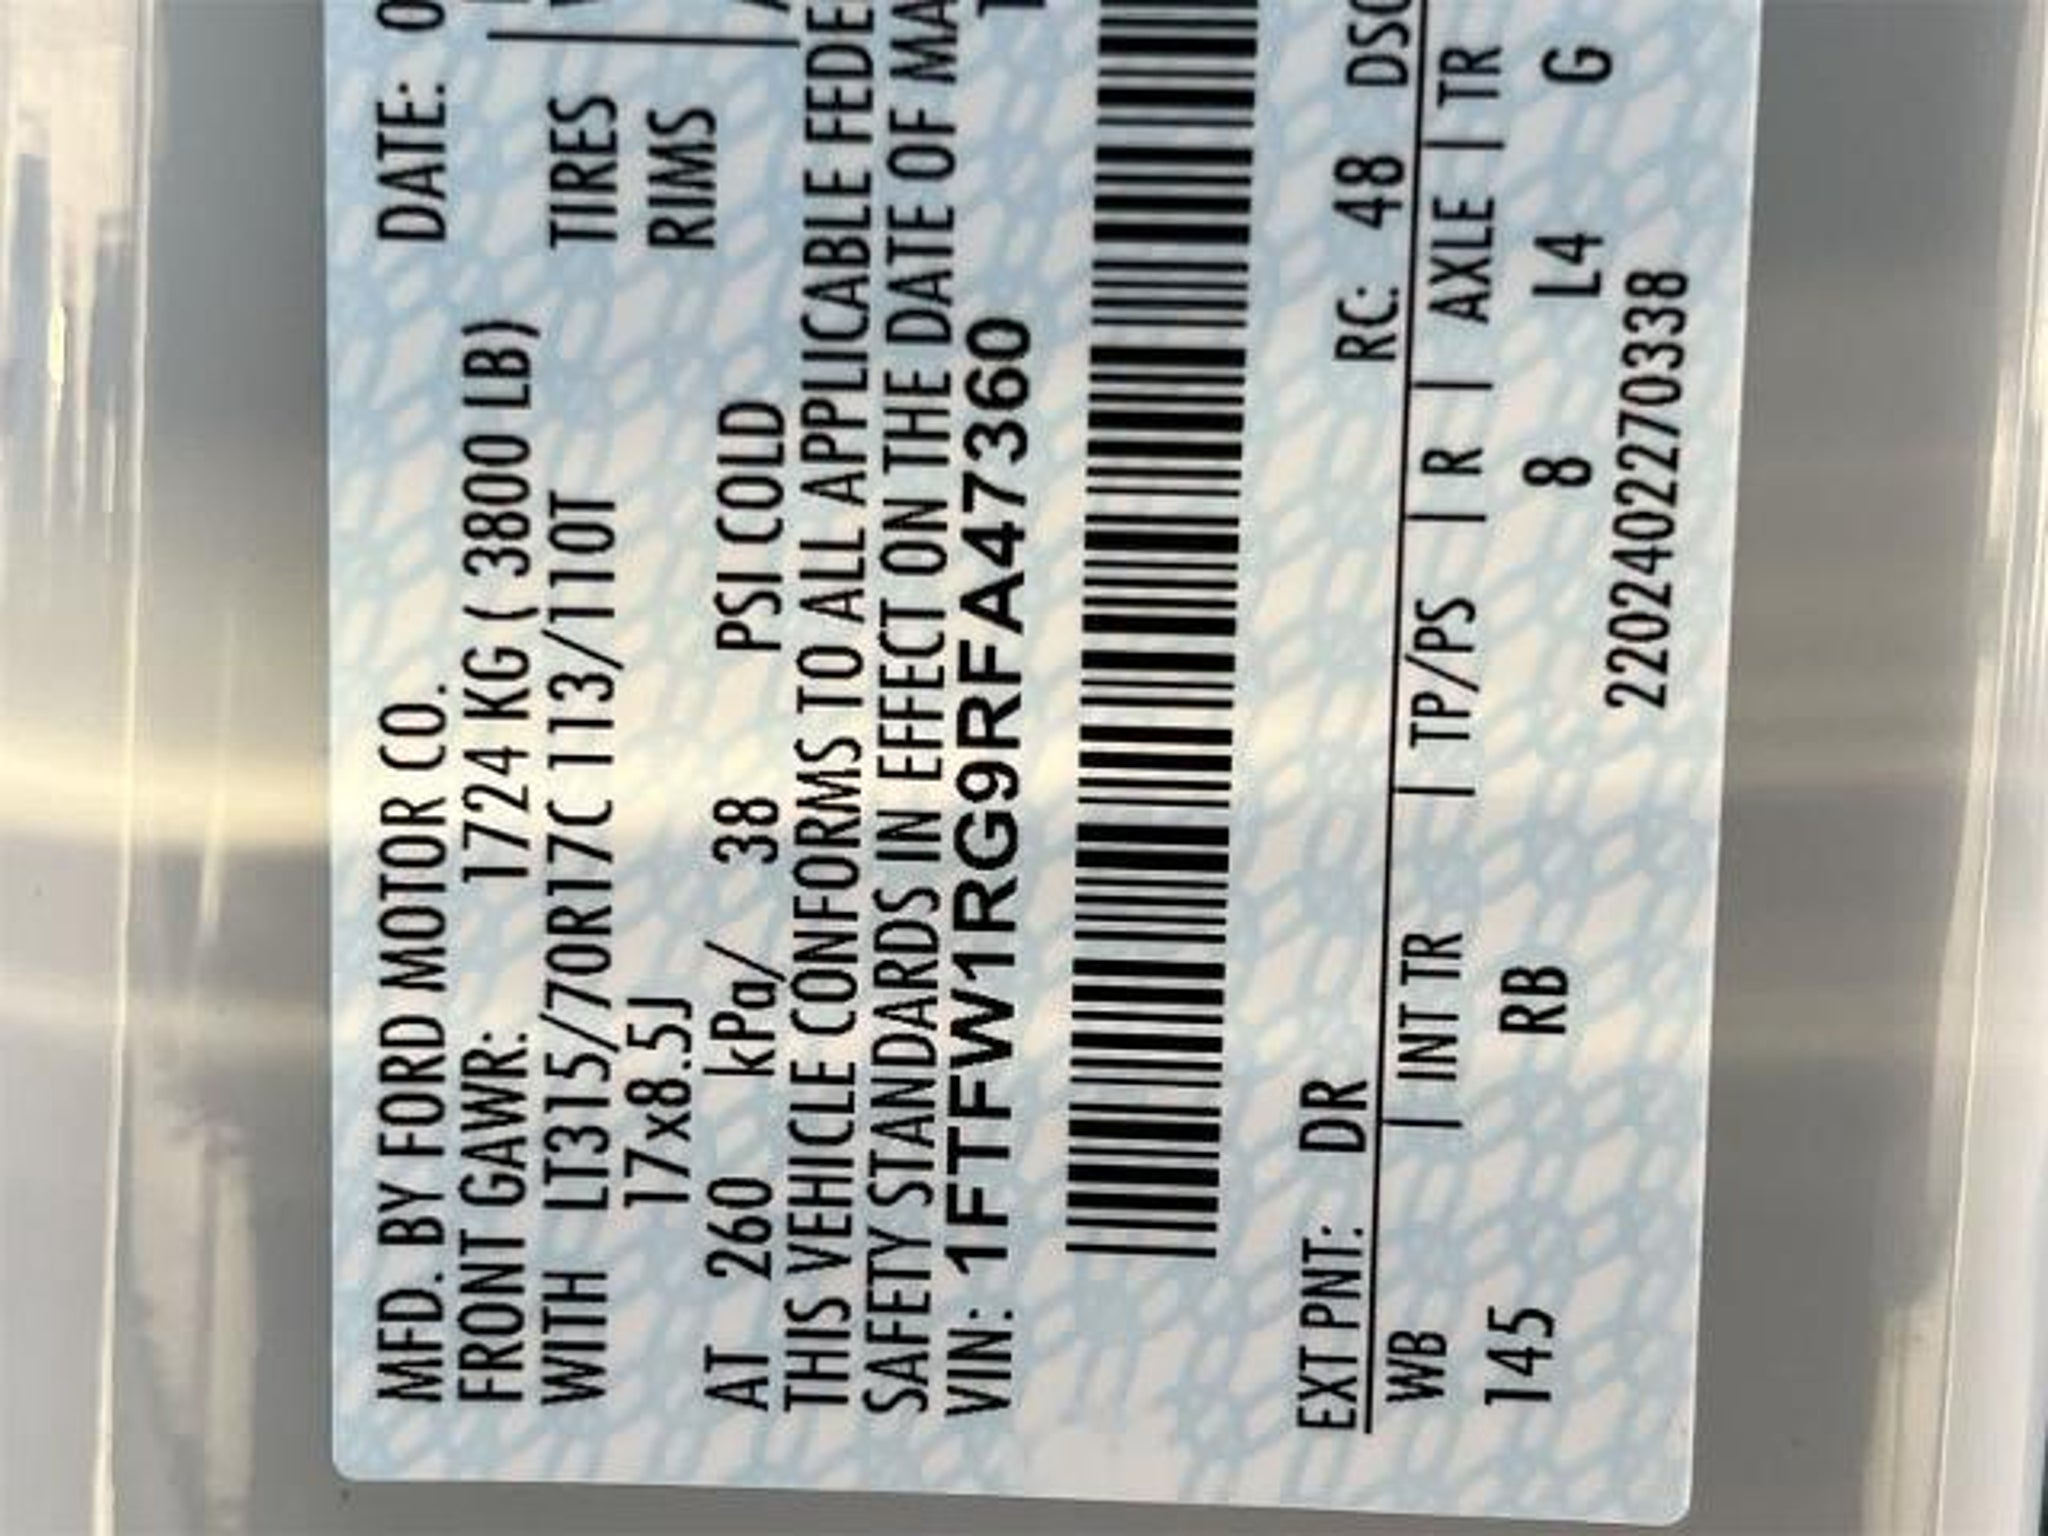 MFD. BY FORD MOTOR CO. DATE: 0
FRONT GAWR: 1724 KG ( 3800 LB)
WITH LT315/70R17C 113/110T TIRES
17x8.5J RIMS
AT 260 kPa/ 38 PSI COLD
THIS VEHICLE CONFORMS TO ALL APPLICABLE FEDE
SAFETY STANDARDS IN EFFECT ON THE DATE OF MA
VIN: 1FTFW1RG9RFA47360
EXT PNT: DR RC: 48 DSO
WB | INT TR | TP/PS | R | AXLE | TR
145 RB 8 L4 G
2202402270338